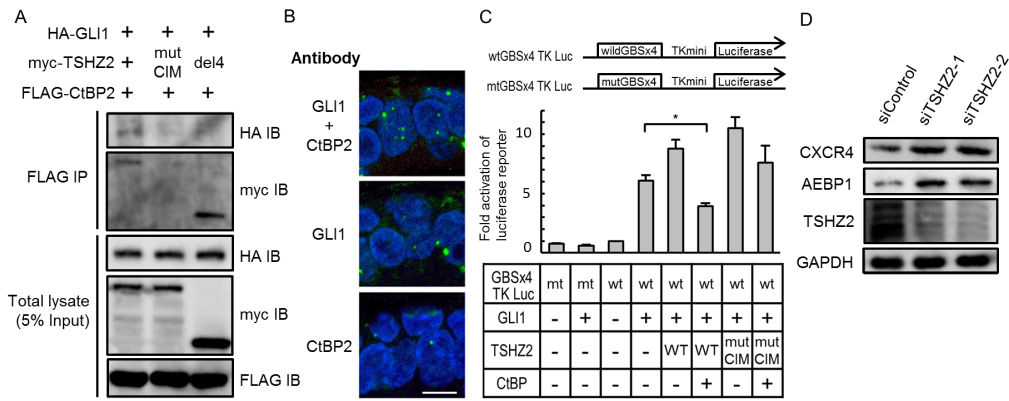 A
HA-GLI1 + + +
myc-TSHZ2 + mut CIM del4
FLAG-CtBP2 + + +
FLAG IP
HA IB
myc IB
Total lysate
(5% Input)
HA IB
myc IB
FLAG IB
B
Antibody
GLI1
+
CtBP2
GLI1
CtBP2
C
wtGBSx4 TK Luc wildGBSx4 TKmini Luciferase
mtGBSx4 TK Luc mutGBSx4 TKmini Luciferase
Fold activation of
luciferase reporter
10
5
0
*
GBSx4 TK Luc mt mt wt wt wt wt wt wt
GLI1 - + - + + + + +
TSHZ2 - - - - WT WT mut CIM mut CIM
CtBP - - - - - + - +
D
siControl siTSHZ2-1 siTSHZ2-2
CXCR4
AEBP1
TSHZ2
GAPDH